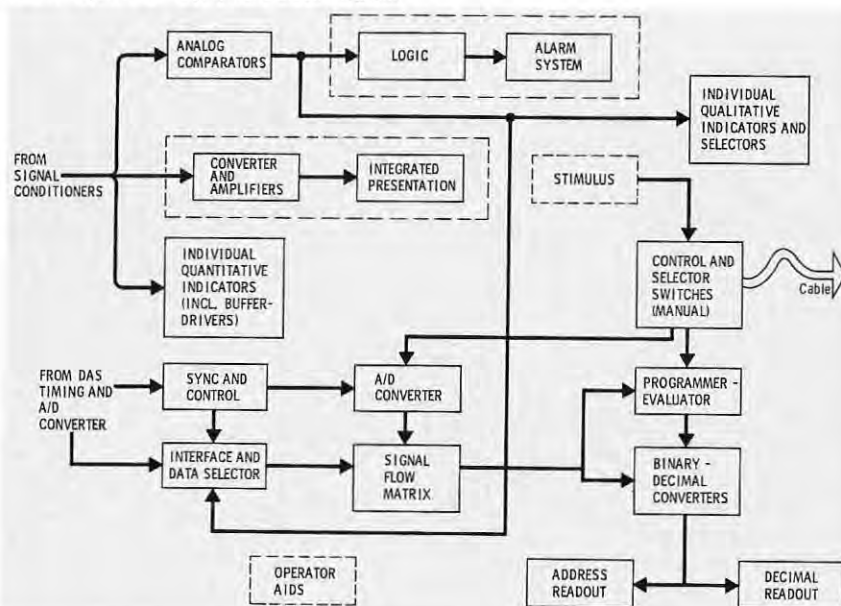 ANALOG
COMPARATORS
LOGIC
ALARM
SYSTEM
INDIVIDUAL
QUALITATIVE
INDICATORS AND
SELECTORS
FROM
SIGNAL
CONDITIONERS
CONVERTER
AND
AMPLIFIERS
INTEGRATED
PRESENTATION
STIMULUS
INDIVIDUAL
QUANTITATIVE
INDICATORS
(INCL. BUFFER-
DRIVERS)
CONTROL AND
SELECTOR
SWITCHES
(MANUAL)
Cable
FROM DAS
TIMING AND
A/D
CONVERTER
SYNC AND
CONTROL
A/D
CONVERTER
PROGRAMMER -
EVALUATOR
INTERFACE AND
DATA SELECTOR
SIGNAL
FLOW
MATRIX
BINARY -
DECIMAL
CONVERTERS
OPERATOR
AIDS
ADDRESS
READOUT
DECIMAL
READOUT